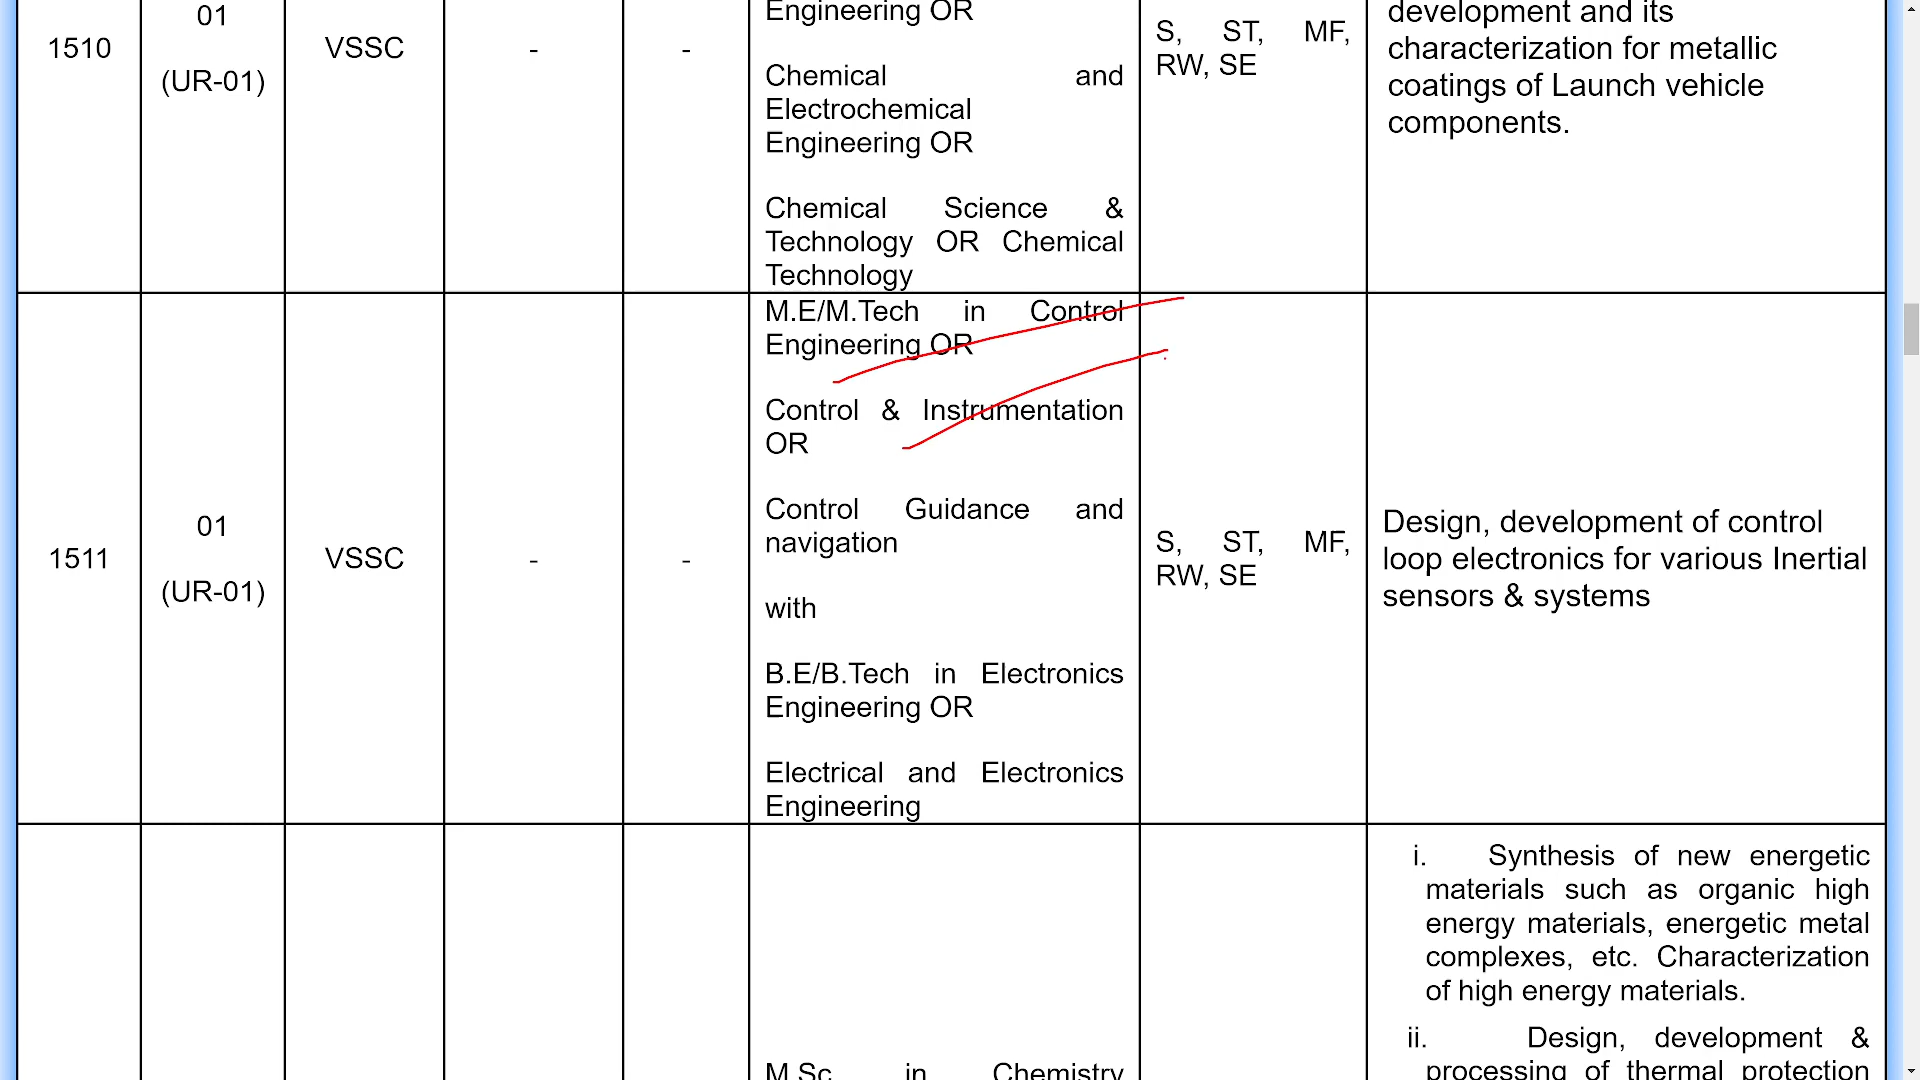 1510
01
(UR-01)
VSSC
-
-
Engineering OR
Chemical and
Electrochemical
Engineering OR
Chemical Science &
Technology OR Chemical
Technology
S, ST, MF,
RW, SE
development and its
characterization for metallic
coatings of Launch vehicle
components.
1511
01
(UR-01)
VSSC
-
-
M.E/M.Tech in Control
Engineering OR
Control & Instrumentation
OR
Control Guidance and
navigation
with
B.E/B.Tech in Electronics
Engineering OR
Electrical and Electronics
Engineering
S, ST, MF,
RW, SE
Design, development of control
loop electronics for various Inertial
sensors & systems
M.Sc in Chemistry
i. Synthesis of new energetic
materials such as organic high
energy materials, energetic metal
complexes, etc. Characterization
of high energy materials.
ii. Design, development &
processing of thermal protection